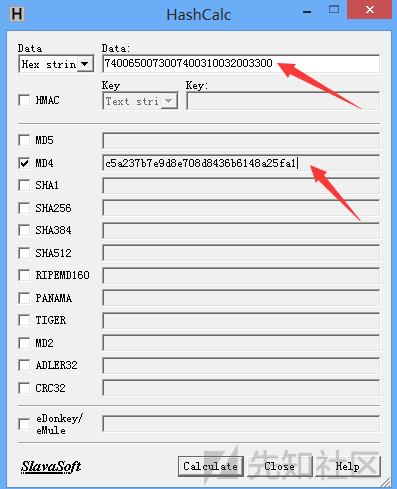 H HashCalc
Data Data:
Hex strin 7400650073007400310032003300
Key Key:
HMAC Text stri
MD5
MD4 c5a237b7e9d8e708d8436b6148a25fa1
SHA1
SHA256
SHA384
SHA512
RIPEMD160
PANAMA
TIGER
MD2
ADLER32
CRC32
eDonkey/
eMule
SlavaSoft Calculate Close Help
先知社区